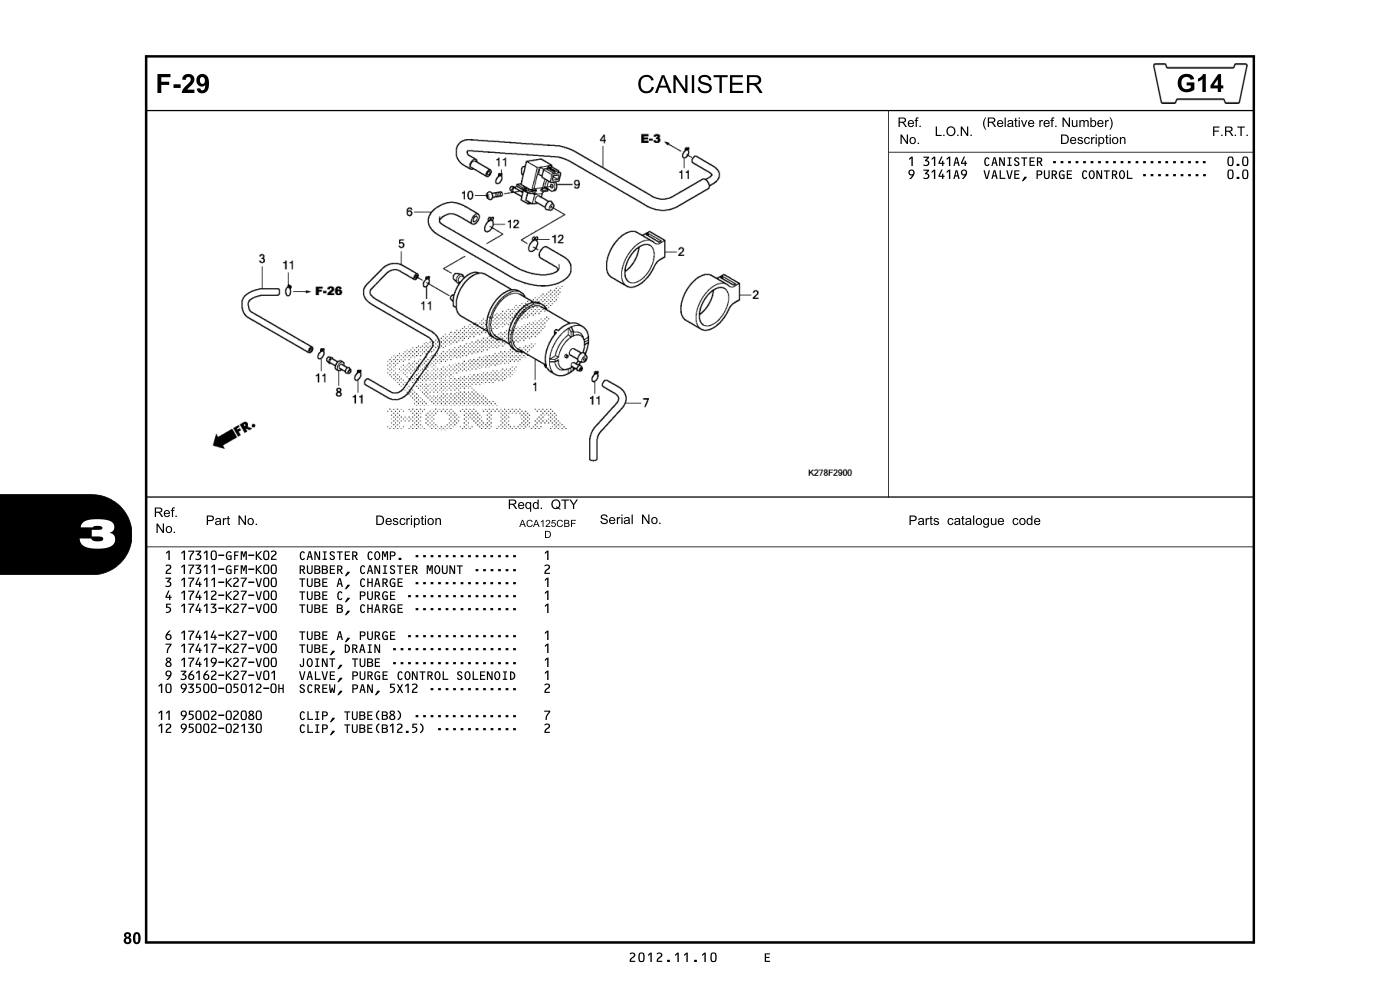 F-29
CANISTER
G14
4
E-3
11
11
9
10
6
12
12
5
2
2
3
11
F-26
11
11
8
11
1
11
7
HONDA
FR.
K278F2900
Ref. No. L.O.N. (Relative ref. Number) Description F.R.T.
1 3141A4 CANISTER --------------------- 0.0
9 3141A9 VALVE, PURGE CONTROL --------- 0.0
3
Ref. No. Part No. Description Reqd. QTY ACA125CBF D Serial No. Parts catalogue code
1 17310-GFM-K02 CANISTER COMP. -------------- 1
2 17311-GFM-K00 RUBBER, CANISTER MOUNT ------ 2
3 17411-K27-V00 TUBE A, CHARGE -------------- 1
4 17412-K27-V00 TUBE C, PURGE --------------- 1
5 17413-K27-V00 TUBE B, CHARGE -------------- 1
6 17414-K27-V00 TUBE A, PURGE --------------- 1
7 17417-K27-V00 TUBE, DRAIN ----------------- 1
8 17419-K27-V00 JOINT, TUBE ----------------- 1
9 36162-K27-V01 VALVE, PURGE CONTROL SOLENOID 1
10 93500-05012-0H SCREW, PAN, 5X12 ------------ 2
11 95002-02080 CLIP, TUBE(B8) -------------- 7
12 95002-02130 CLIP, TUBE(B12.5) ----------- 2
80
2012.11.10 E